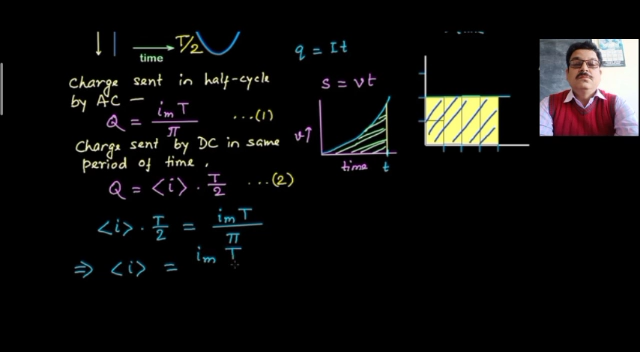 T/2
time
q = It
Charge sent in half-cycle
by AC —
Q = i_m T / π ...(1)
Charge sent by DC in same
period of time.
Q = <i> · T/2 ...(2)
<i> · T/2 = i_m T / π
⇒ <i> = i_m T
s = vt
v↑
time t